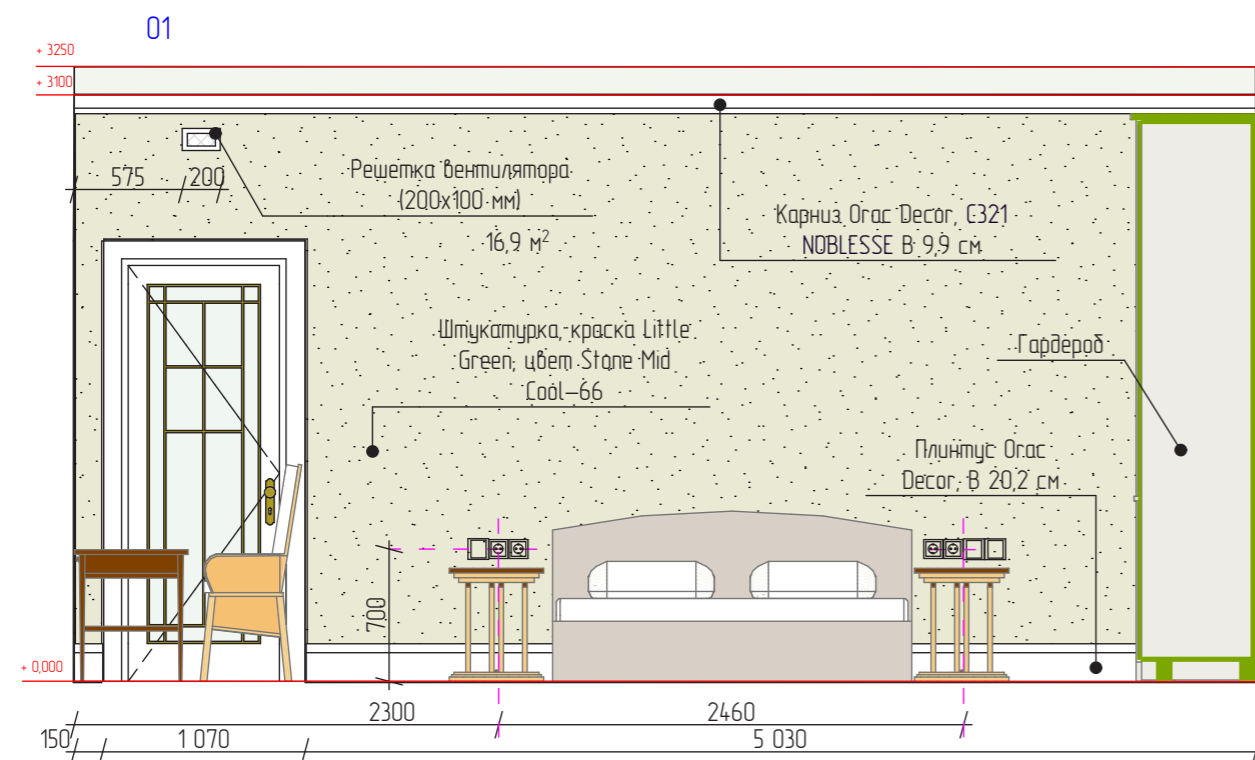 01
+ 3250
+ 3100
575
200
Решетка вентилятора
(200х100 мм)
16,9 м²
Карниз Orac Decor, C321
NOBLESSE В 9,9 см
Штукатурка, краска Little
Green, цвет Stone Mid
Cool-66
Гардероб
Плинтус Orac
Decor, В 20,2 см
700
+ 0,000
2300
2460
150
1 070
5 030